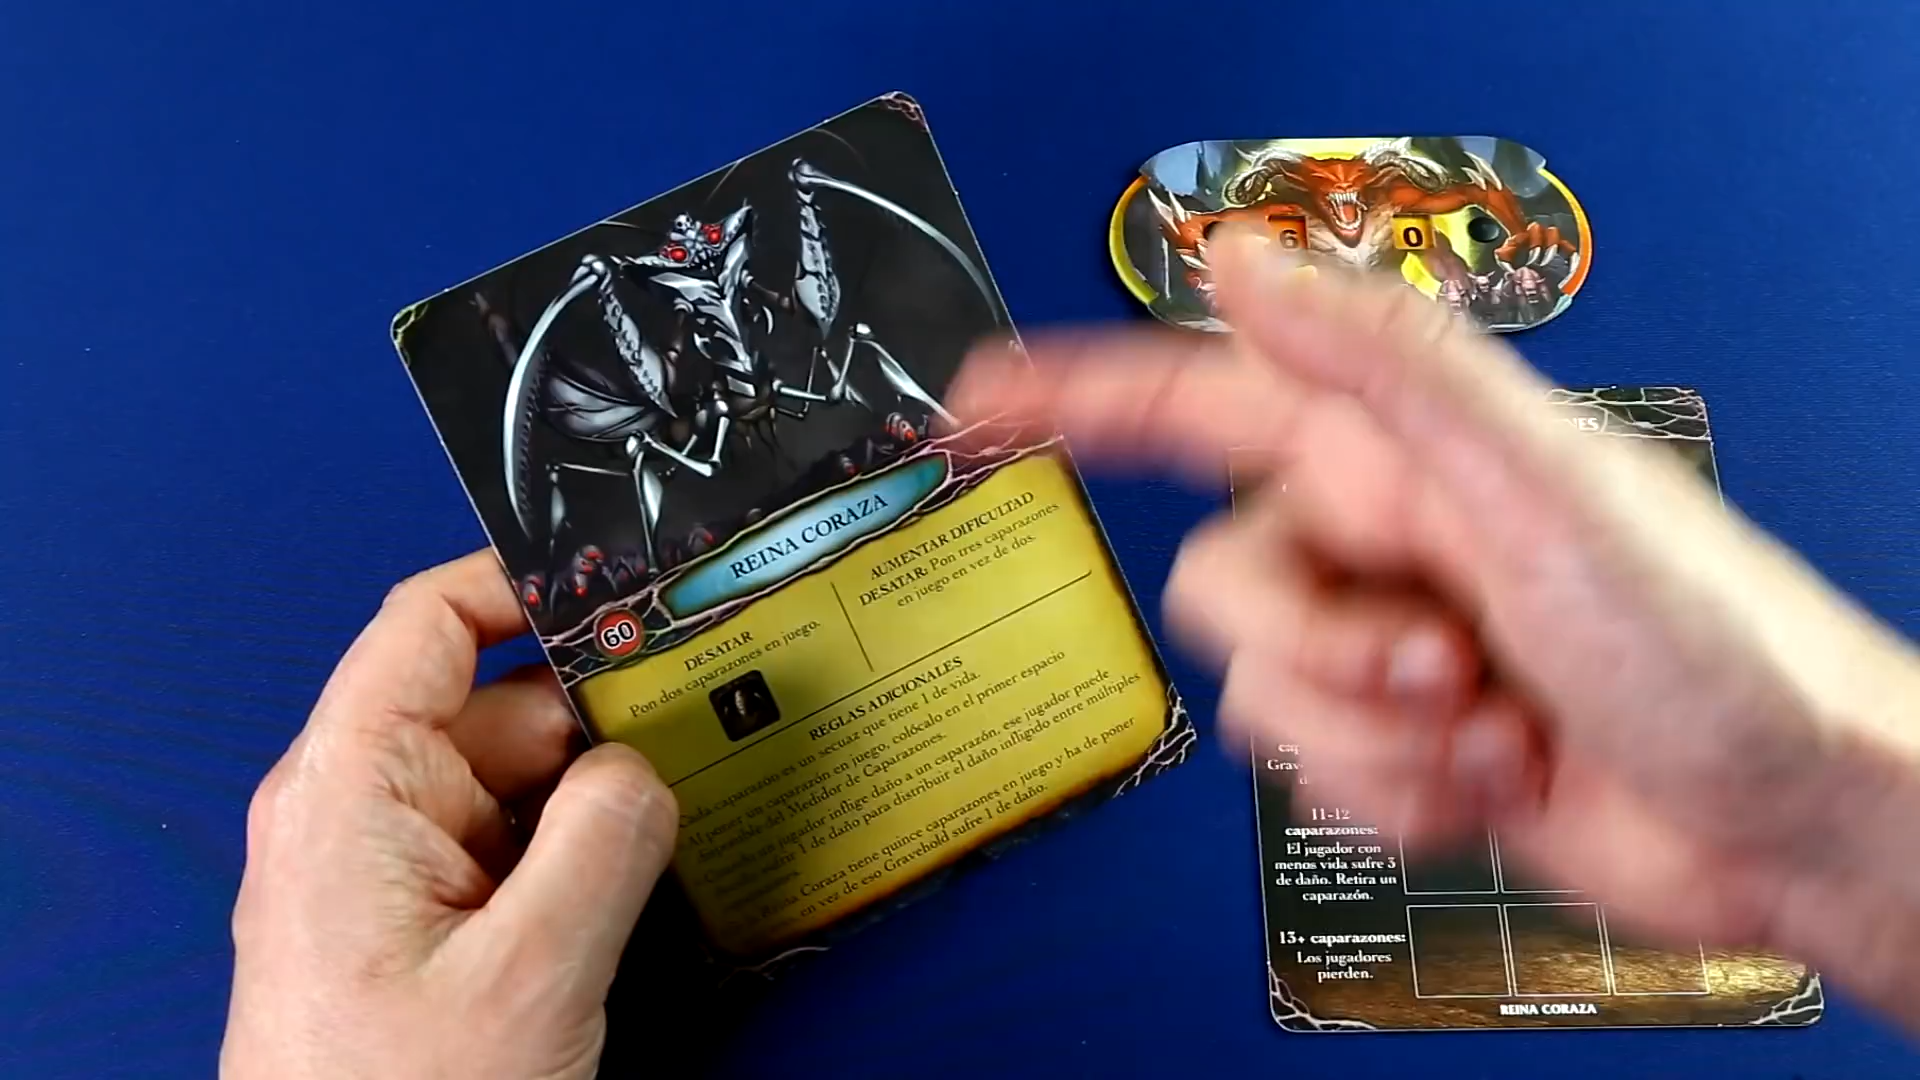 REINA CORAZA
60
DESATAR
Pon dos caparazones en juego.
AUMENTAR DIFICULTAD
DESATAR: Pon tres caparazones
en juego en vez de dos.
REGLAS ADICIONALES
Cada caparazón es un secuaz que tiene 1 de vida.
Al poner un caparazón en juego, colócalo en el primer espacio
disponible del Medidor de Caparazones.
Cuando un jugador inflige daño a un caparazón, ese jugador puede
sufrir 1 de daño para distribuir el daño infligido entre múltiples
caparazones.
Reina Coraza tiene quince caparazones en juego y ha de poner
en vez de eso Gravehold sufre 1 de daño.
6
0
11-12
caparazones:
El jugador con
menos vida sufre 3
de daño. Retira un
caparazón.
13+ caparazones:
Los jugadores
pierden.
REINA CORAZA